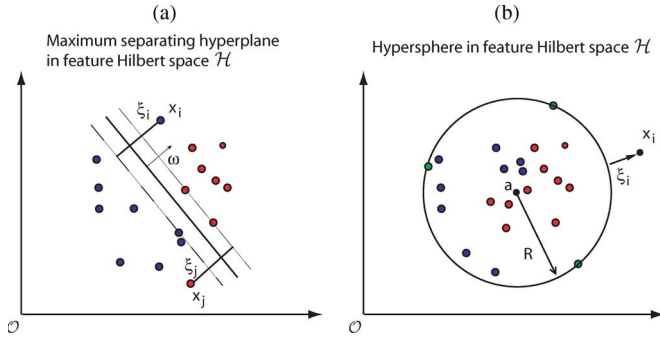 (a)
Maximum separating hyperplane
in feature Hilbert space ℋ
ξᵢ
xᵢ
ω
ξⱼ
xⱼ
𝒪
(b)
Hypersphere in feature Hilbert space ℋ
xᵢ
ξᵢ
a
R
𝒪